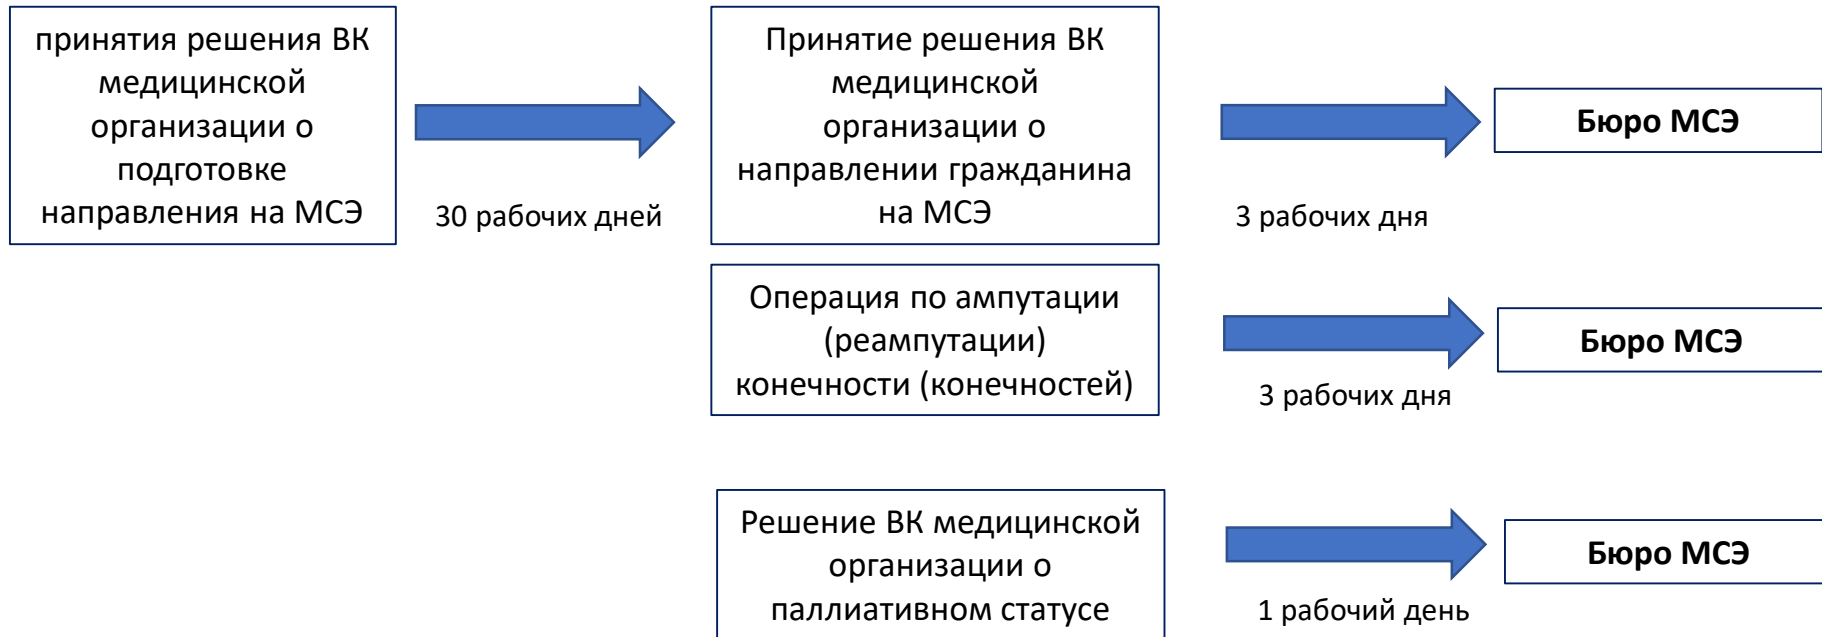 принятия решения ВК
медицинской
организации о
подготовке
направления на МСЭ
30 рабочих дней
Принятие решения ВК
медицинской
организации о
направлении гражданина
на МСЭ
3 рабочих дня
Бюро МСЭ
Операция по ампутации
(реампутации)
конечности (конечностей)
3 рабочих дня
Бюро МСЭ
Решение ВК медицинской
организации о
паллиативном статусе
1 рабочий день
Бюро МСЭ